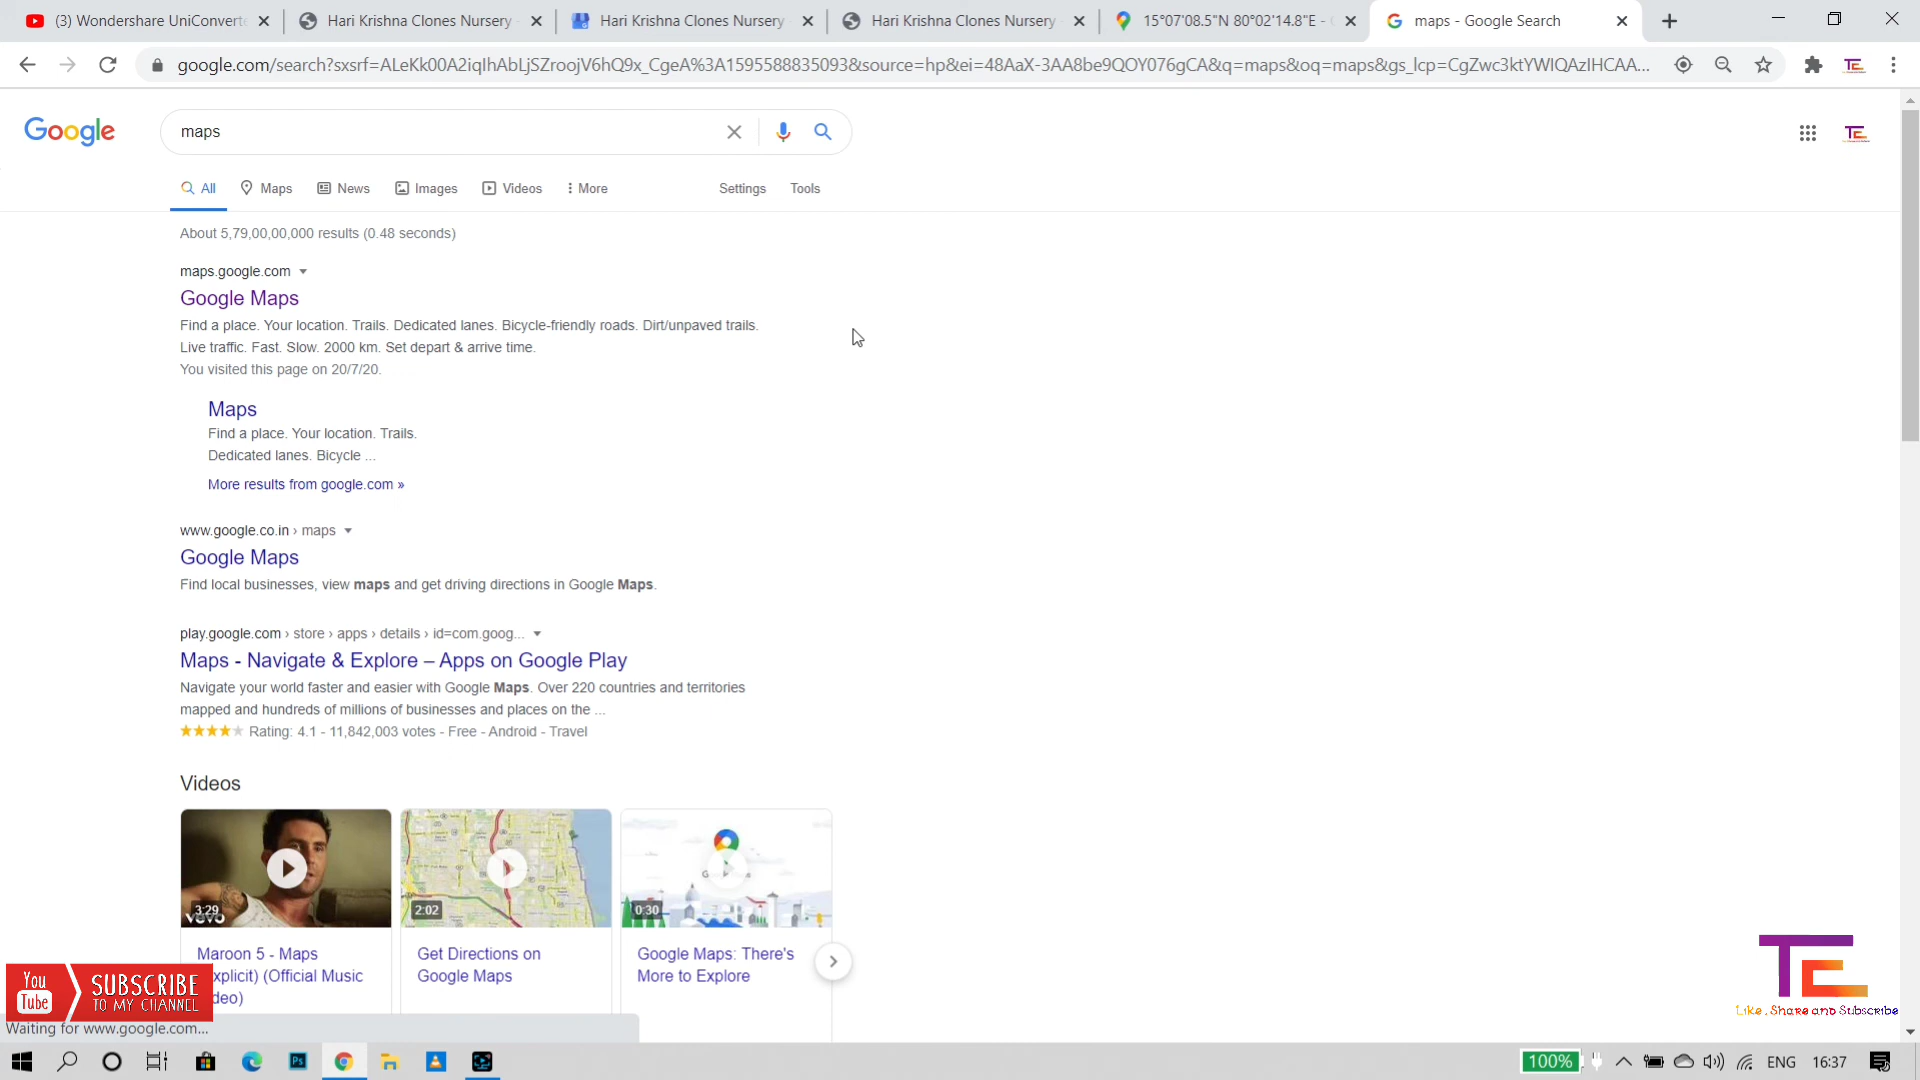 (3) Wondershare UniConverte
Hari Krishna Clones Nursery
Hari Krishna Clones Nursery
Hari Krishna Clones Nursery
15°07'08.5"N 80°02'14.8"E -
maps - Google Search
google.com/search?sxsrf=ALeKk00A2iqIhAbLjSZroojV6hQ9x_CgeA%3A1595588835093&source=hp&ei=48AaX-3AA8be9QOY076gCA&q=maps&oq=maps&gs_lcp=CgZwc3ktYWIQAzIHCAA...
TE
Google
maps
TE
All
Maps
News
Images
Videos
More
Settings
Tools
About 5,79,00,00,000 results (0.48 seconds)
maps.google.com
Google Maps
Find a place. Your location. Trails. Dedicated lanes. Bicycle-friendly roads. Dirt/unpaved trails.
Live traffic. Fast. Slow. 2000 km. Set depart & arrive time.
You visited this page on 20/7/20.
Maps
Find a place. Your location. Trails.
Dedicated lanes. Bicycle ...
More results from google.com »
www.google.co.in › maps
Google Maps
Find local businesses, view maps and get driving directions in Google Maps.
play.google.com › store › apps › details › id=com.goog...
Maps - Navigate & Explore – Apps on Google Play
Navigate your world faster and easier with Google Maps. Over 220 countries and territories
mapped and hundreds of millions of businesses and places on the ...
Rating: 4.1 - 11,842,003 votes - Free - Android - Travel
Videos
3:29
vevo
2:02
0:30
Maroon 5 - Maps
xplicit) (Official Music
deo)
Get Directions on
Google Maps
Google Maps: There's
More to Explore
You
Tube
SUBSCRIBE
TO MY CHANNEL
TE
Like , Share and Subscribe
Waiting for www.google.com...
Ps
100%
ENG
16:37